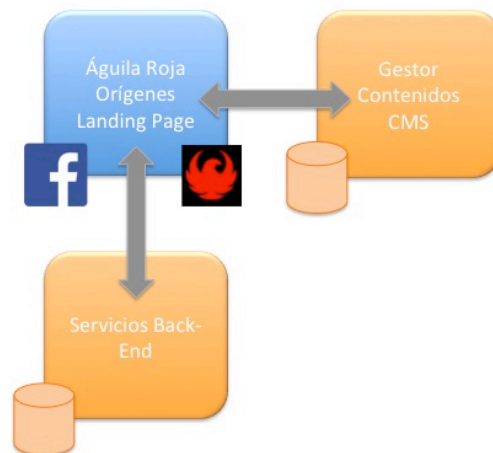 Águila Roja
Orígenes
Landing Page
Gestor
Contenidos
CMS
Servicios Back-
End